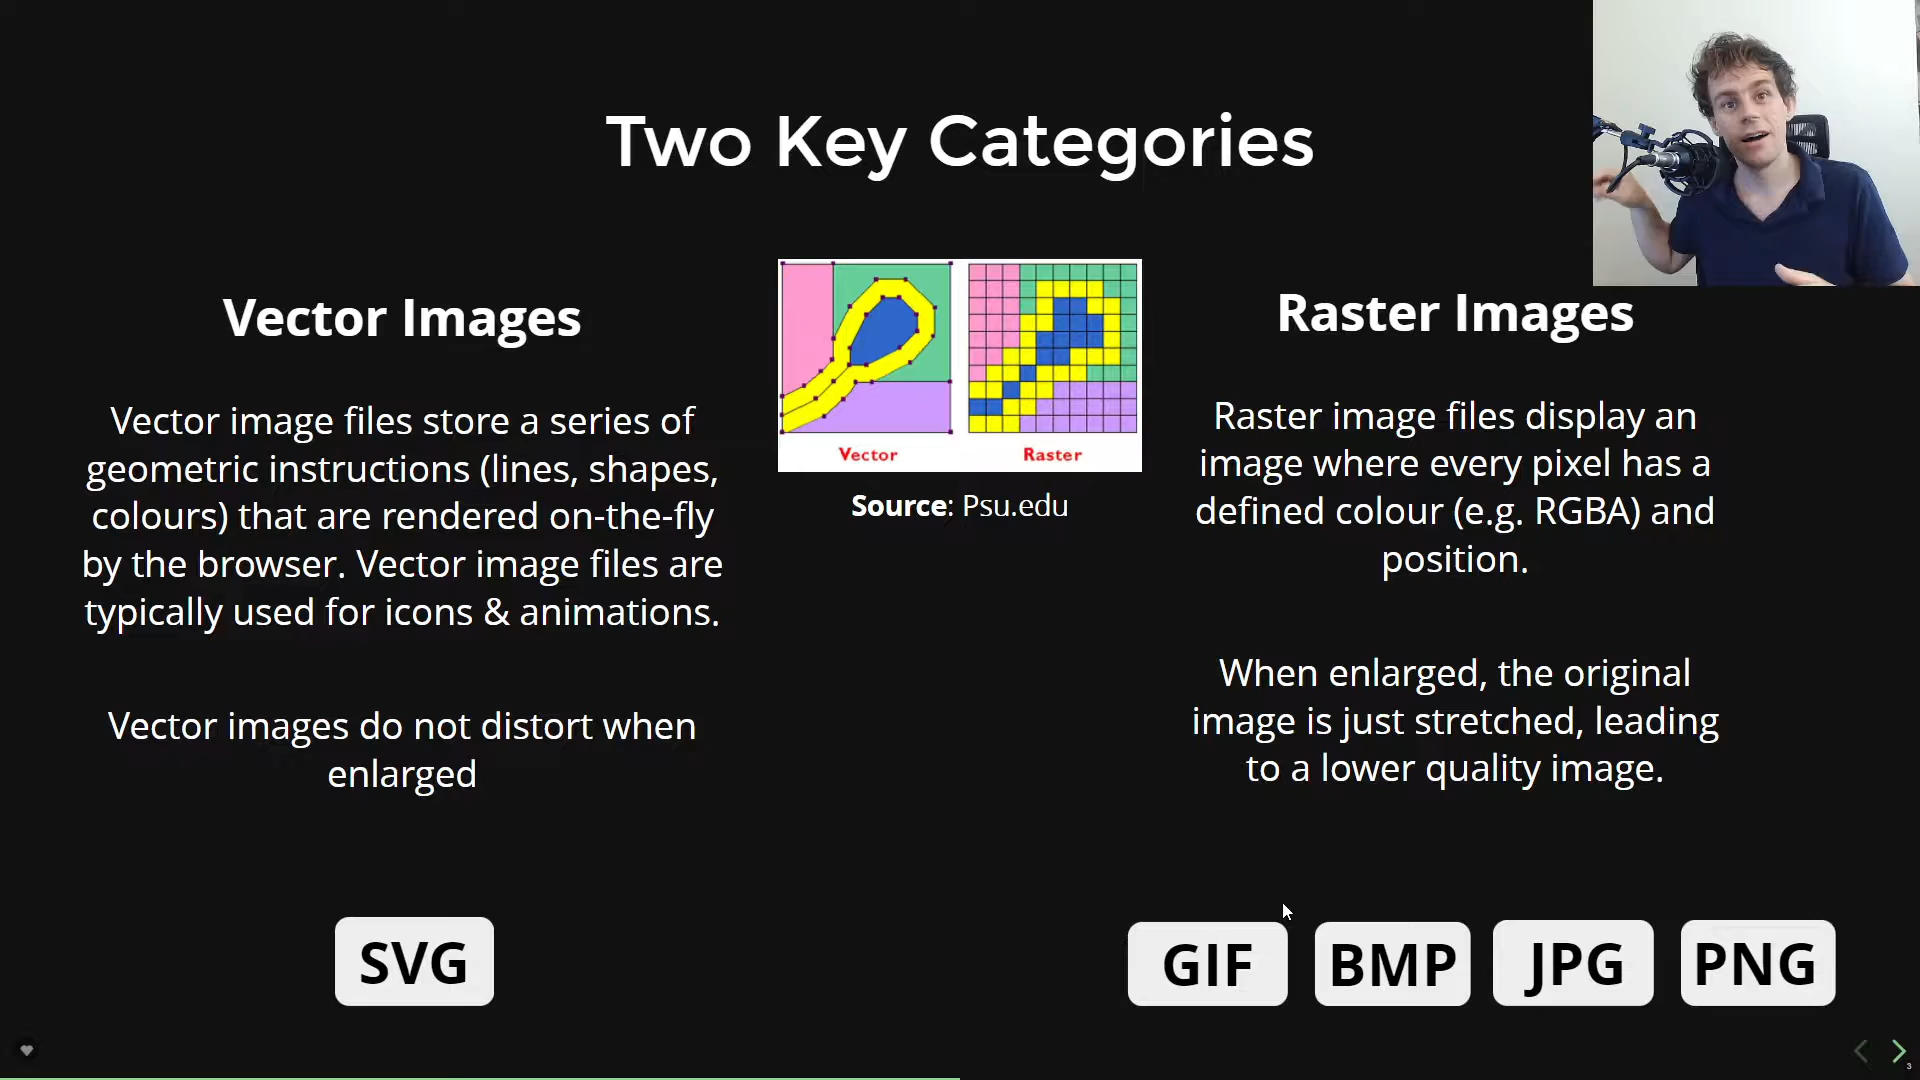 Two Key Categories
Vector Images
Vector image files store a series of
geometric instructions (lines, shapes,
colours) that are rendered on-the-fly
by the browser. Vector image files are
typically used for icons & animations.
Vector images do not distort when
enlarged
SVG
Vector
Raster
Source: Psu.edu
Raster Images
Raster image files display an
image where every pixel has a
defined colour (e.g. RGBA) and
position.
When enlarged, the original
image is just stretched, leading
to a lower quality image.
GIF
BMP
JPG
PNG
3